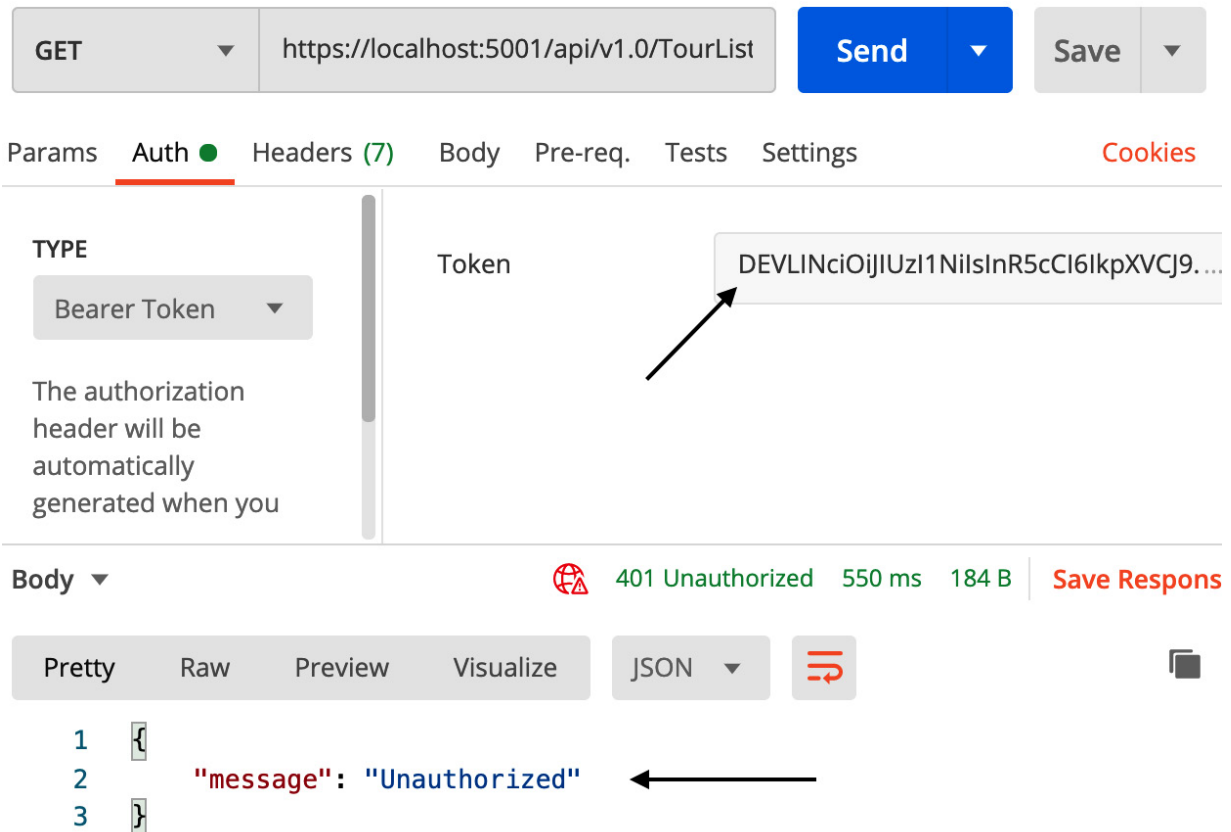 GET https://localhost:5001/api/v1.0/TourList Send Save
Params Auth Headers (7) Body Pre-req. Tests Settings Cookies
TYPE
Bearer Token
The authorization
header will be
automatically
generated when you
Token DEVLINciOiJIUzI1NiIsInR5cCI6IkpXVCJ9. ...
Body 401 Unauthorized 550 ms 184 B Save Respons
Pretty Raw Preview Visualize JSON
1 {
2 "message": "Unauthorized"
3 }